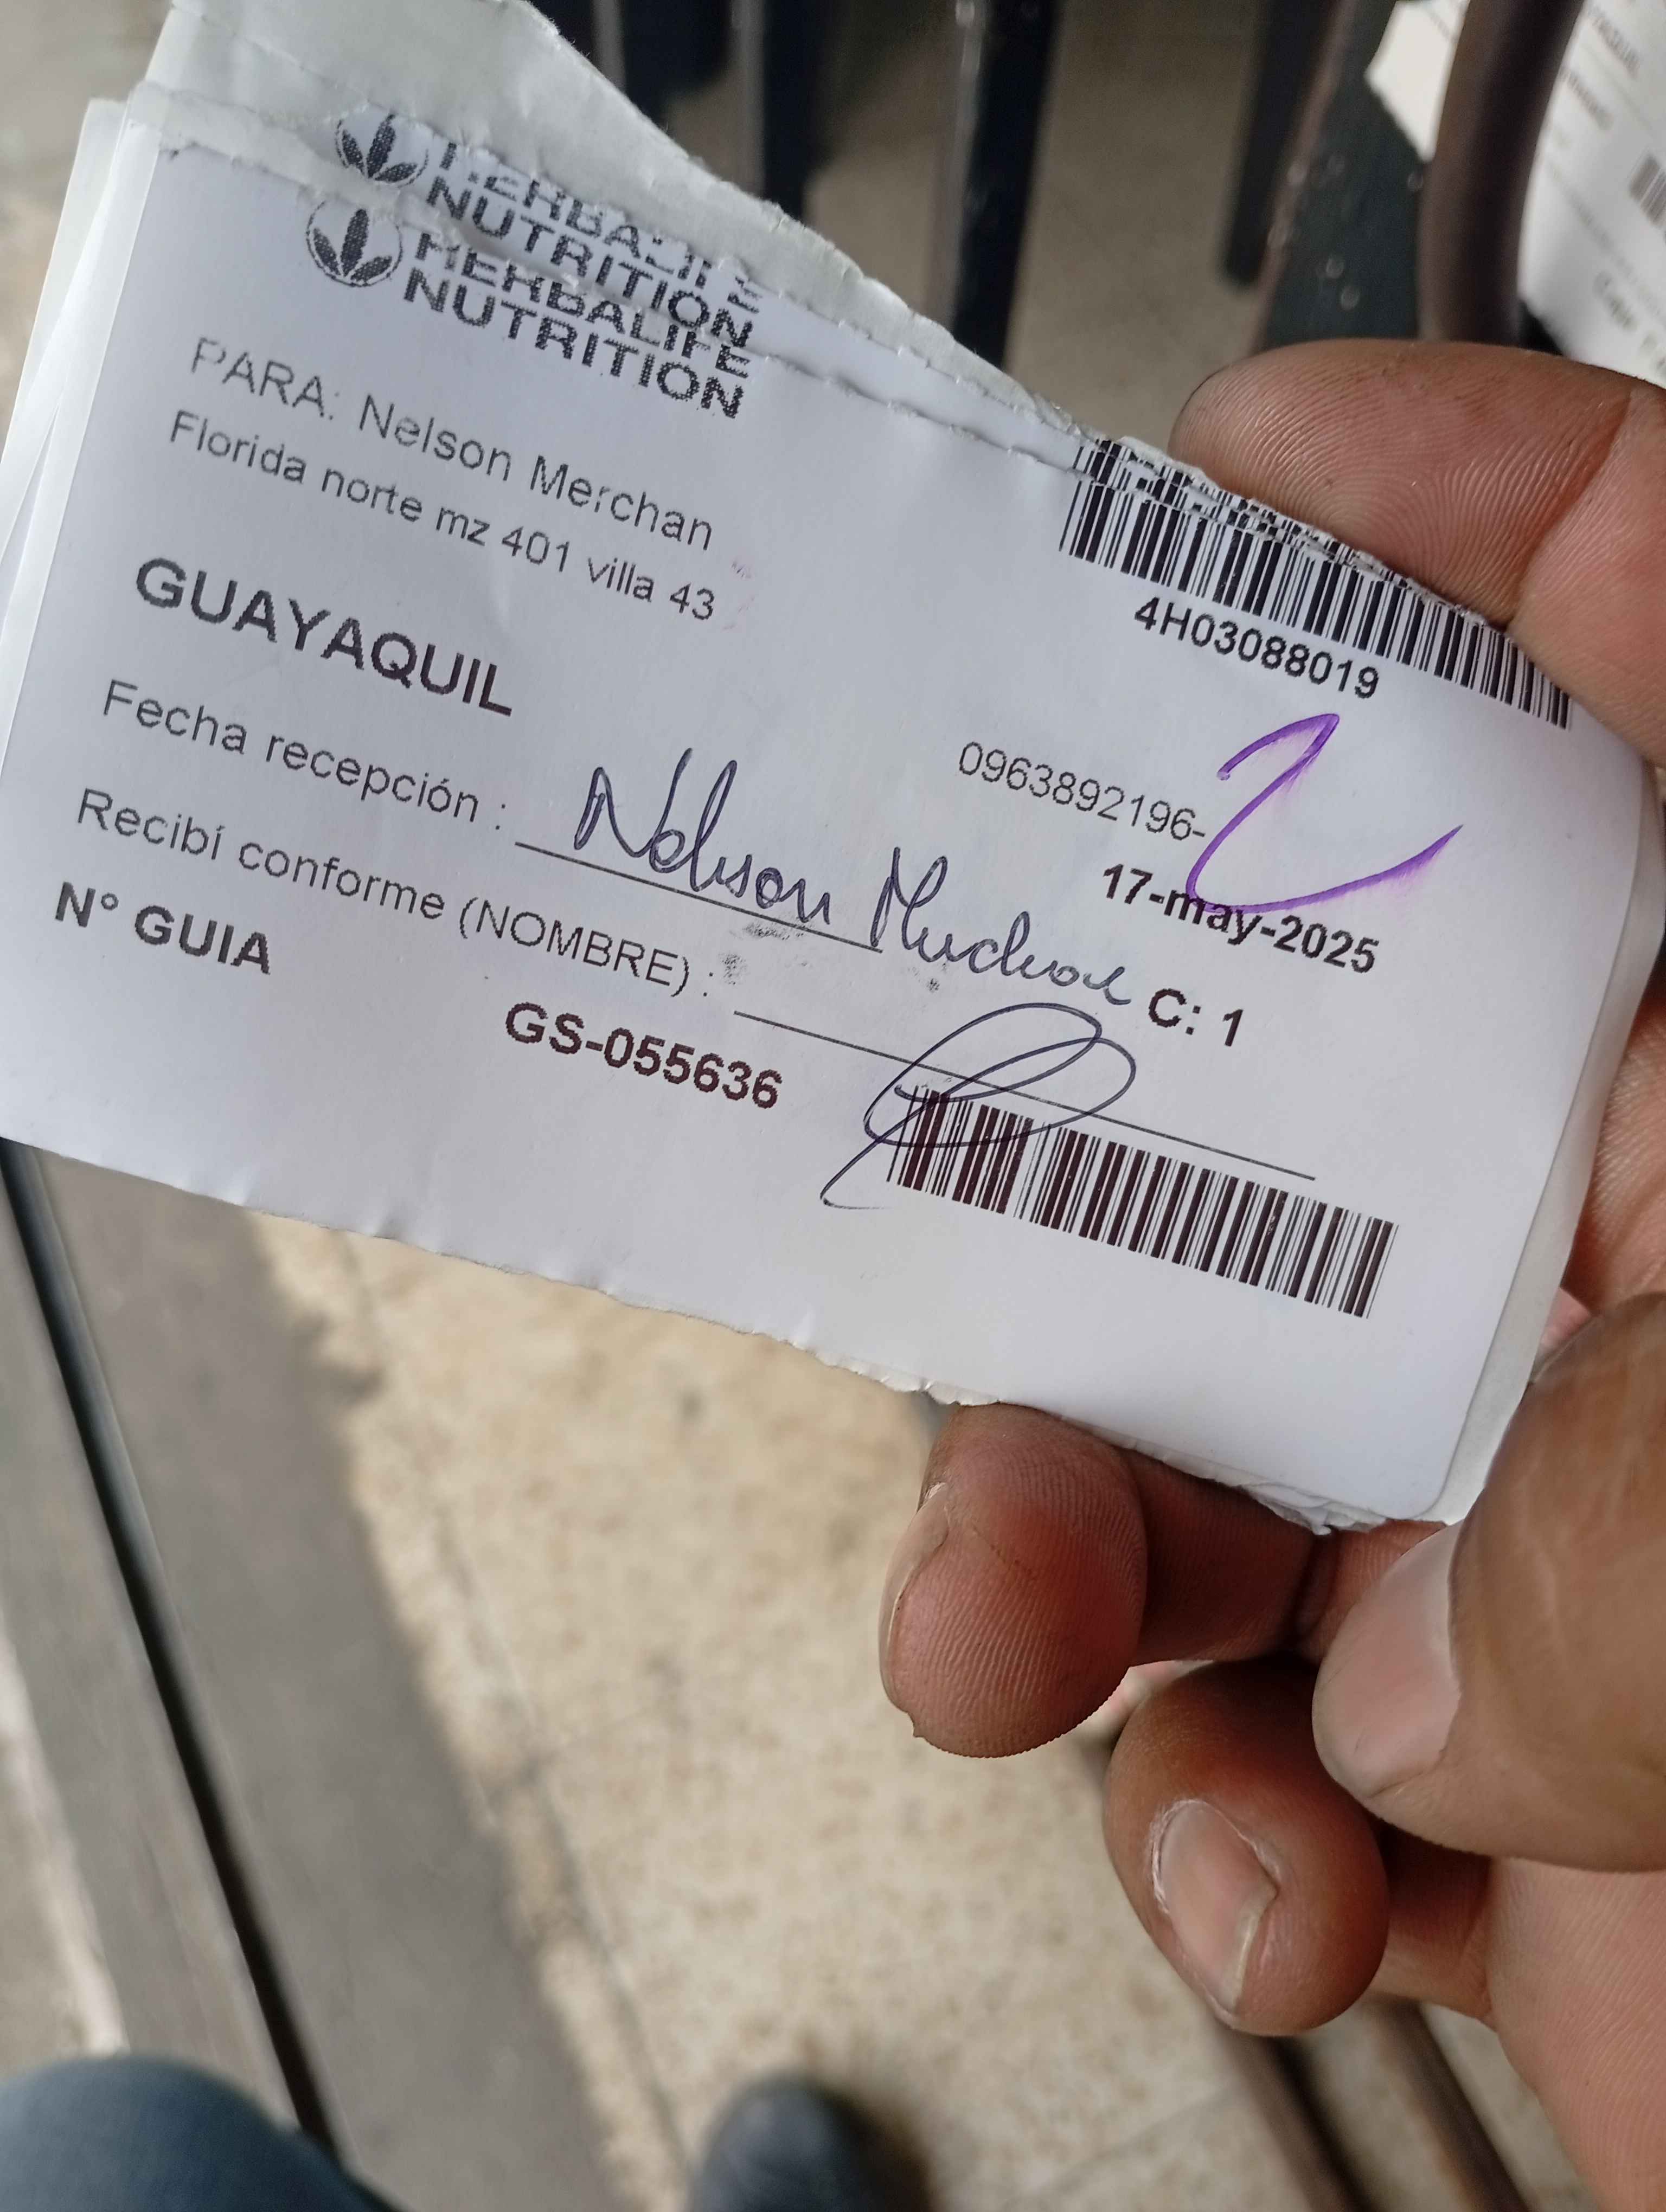 HERBALIFE
NUTRITION
HERBALIFE
NUTRITION
PARA: Nelson Merchan
Florida norte mz 401 villa 43
GUAYAQUIL
4H03088019
0963892196-
17-may-2025
Fecha recepción :
Nelson Merchan
Recibí conforme (NOMBRE) :
C: 1
N° GUIA
GS-055636